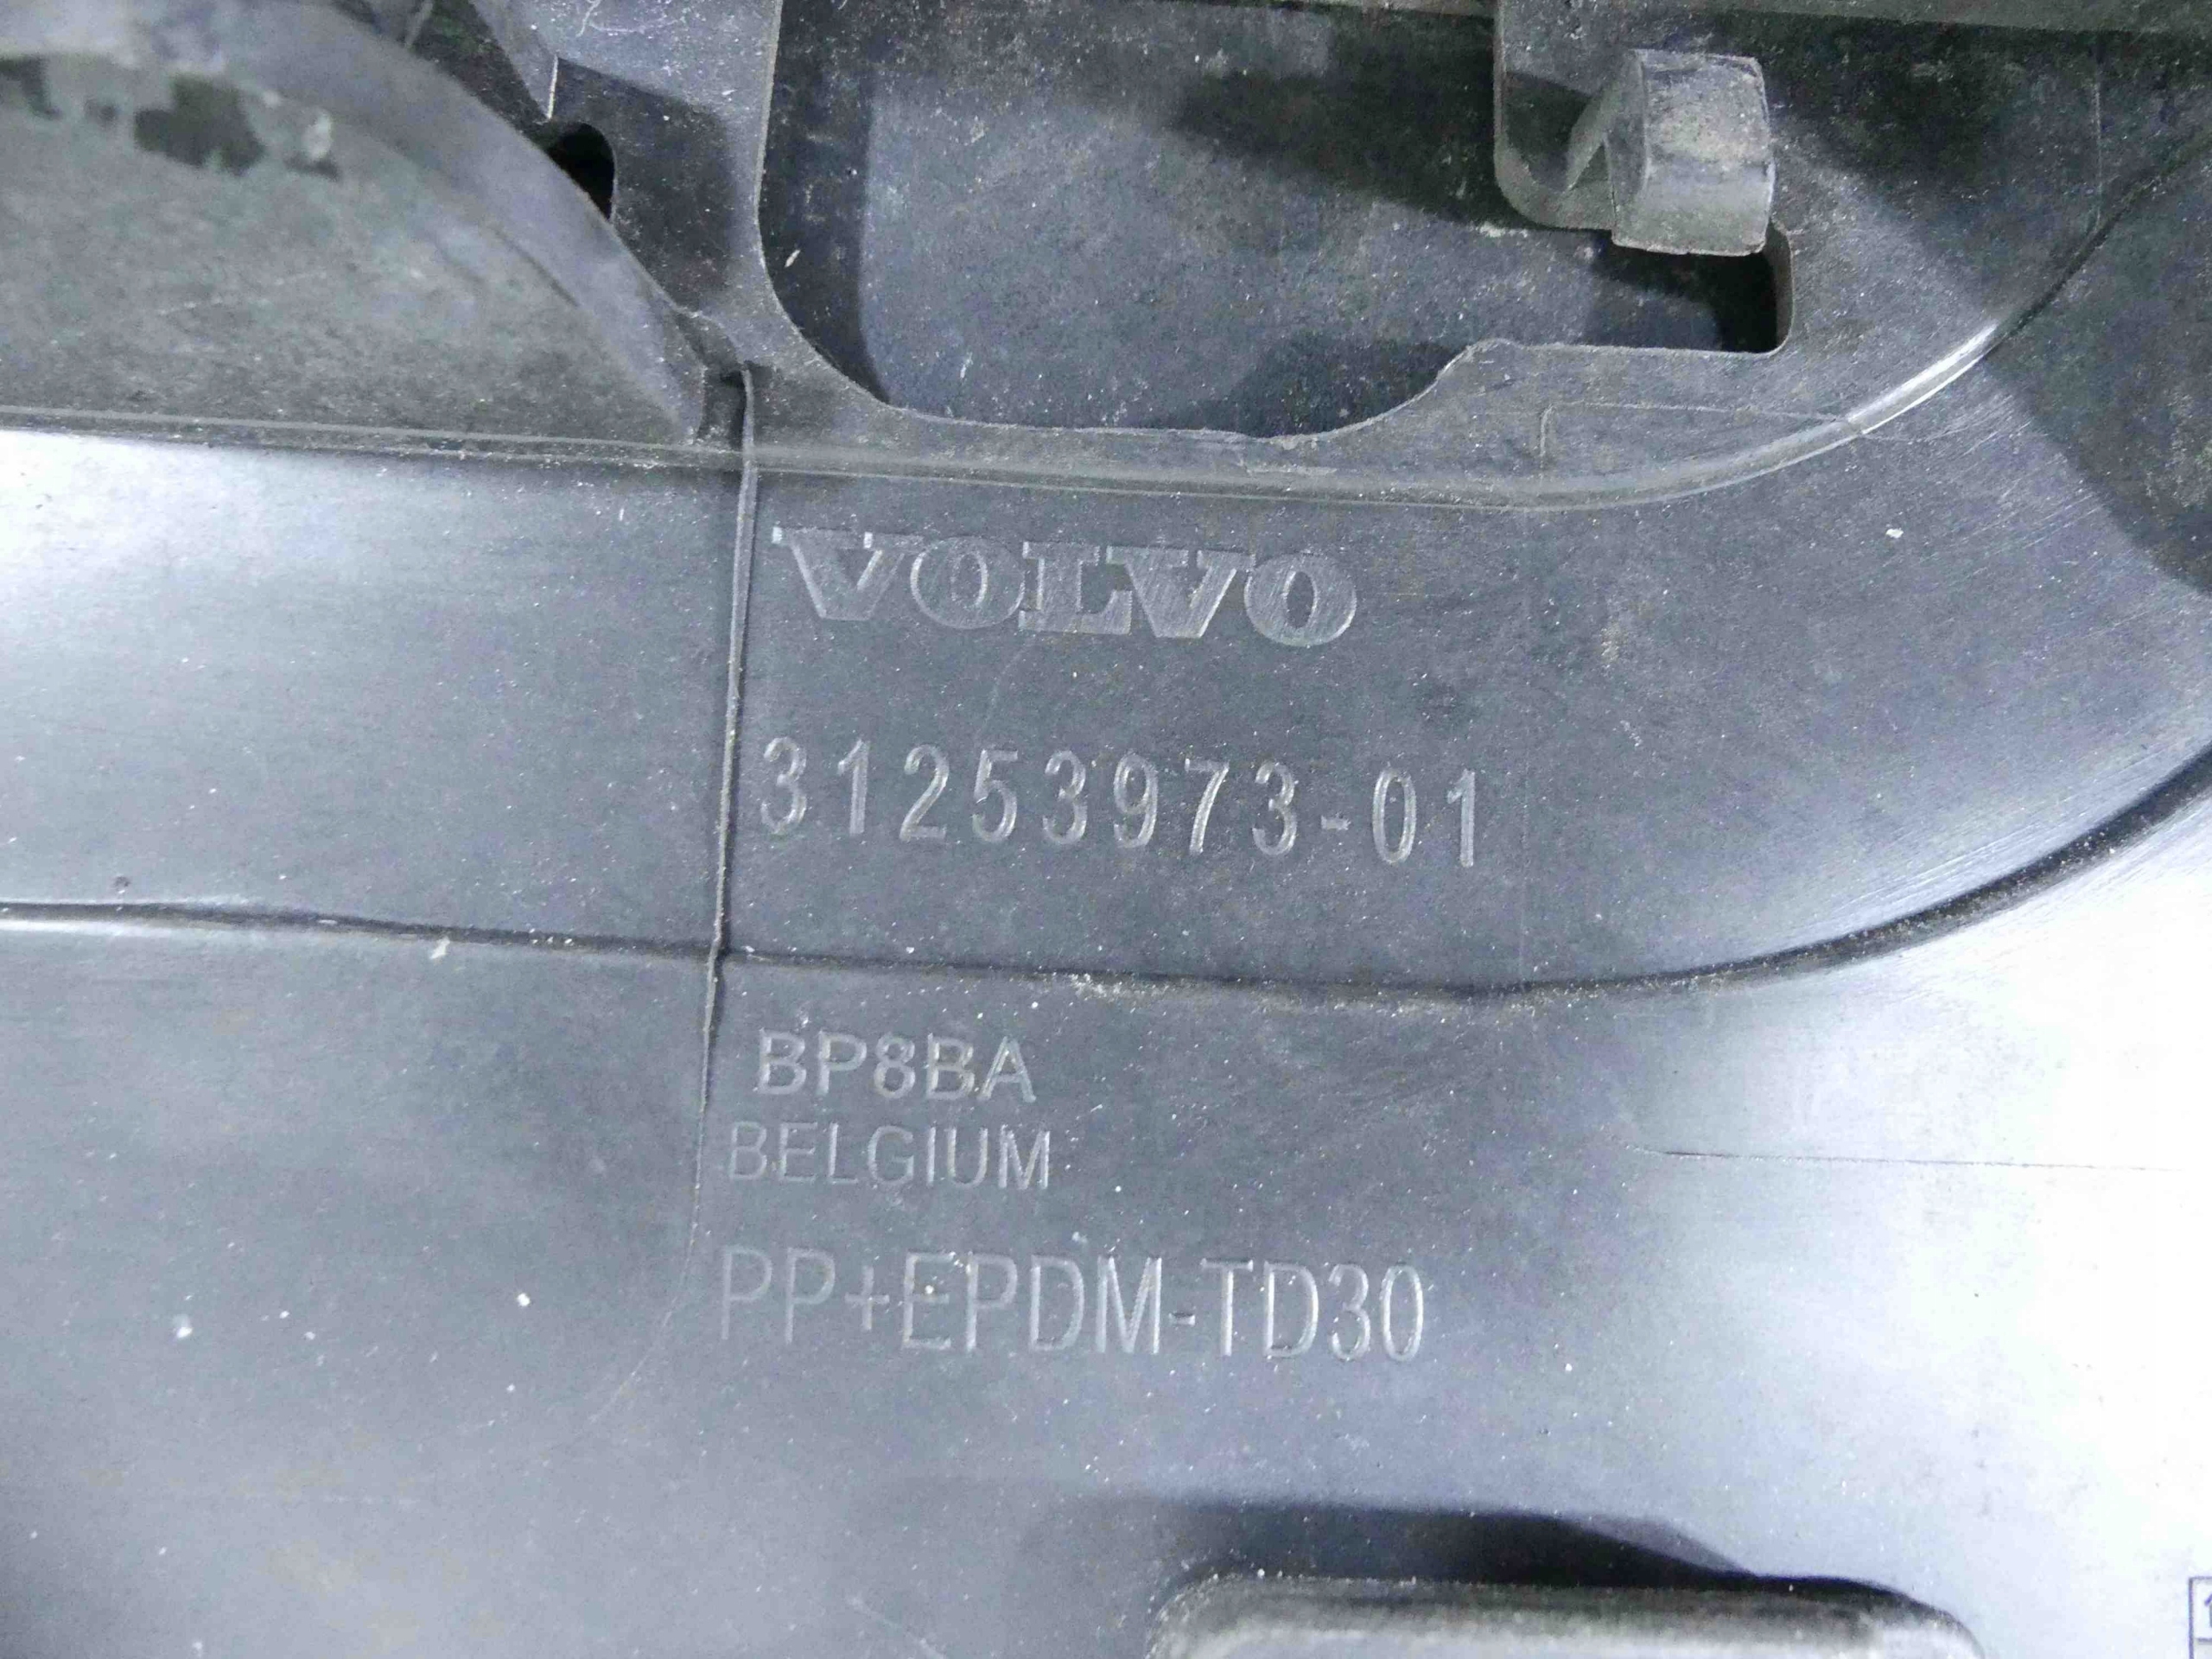 VOLVO
31253973-01
BP8BA
BELGIUM
PP+EPDM-TD30